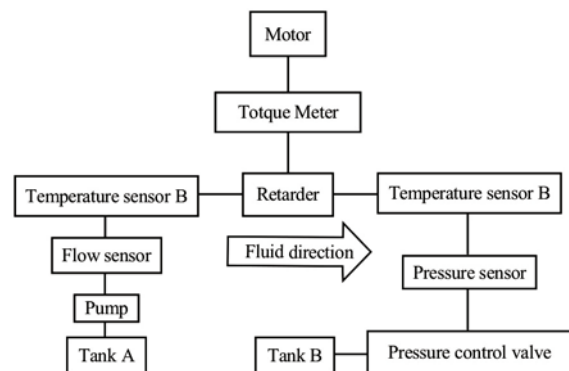 Motor
Totque Meter
Temperature sensor B
Retarder
Temperature sensor B
Flow sensor
Fluid direction
Pressure sensor
Pump
Tank A
Tank B
Pressure control valve